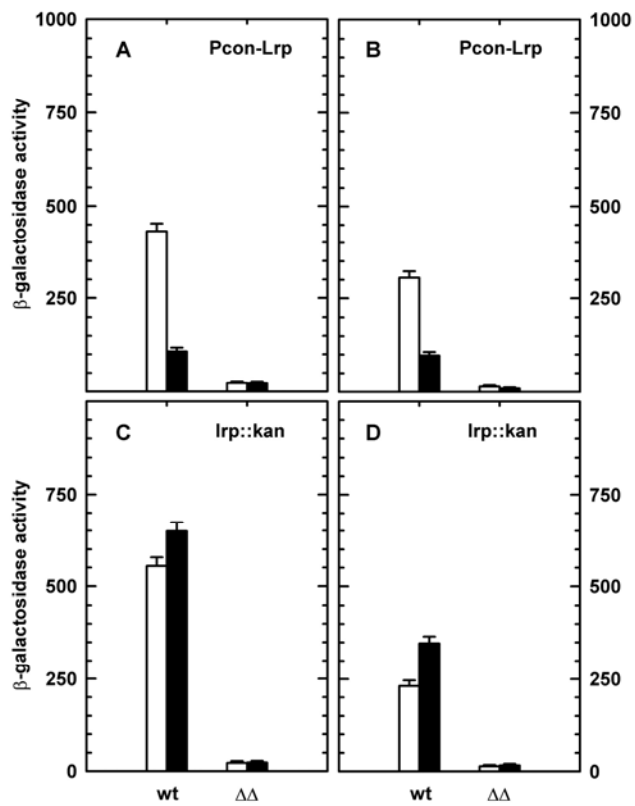 1000
A Pcon-Lrp
B Pcon-Lrp
1000
750
750
500
500
250
250
β-galactosidase activity
C lrp::kan
D lrp::kan
750
750
500
500
250
250
0
0
β-galactosidase activity
wt ΔΔ
wt ΔΔ